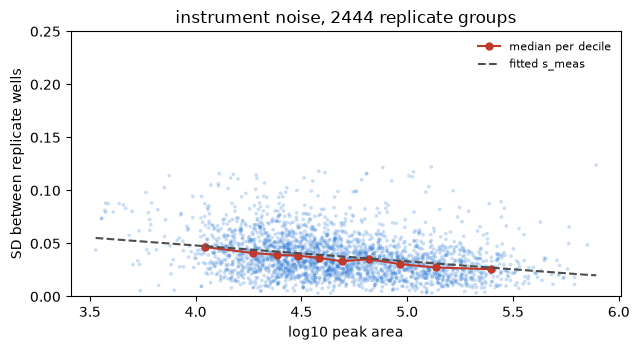 instrument noise, 2444 replicate groups
SD between replicate wells
0.25
0.20
0.15
0.10
0.05
0.00
median per decile
fitted s_meas
3.5 4.0 4.5 5.0 5.5 6.0
log10 peak area